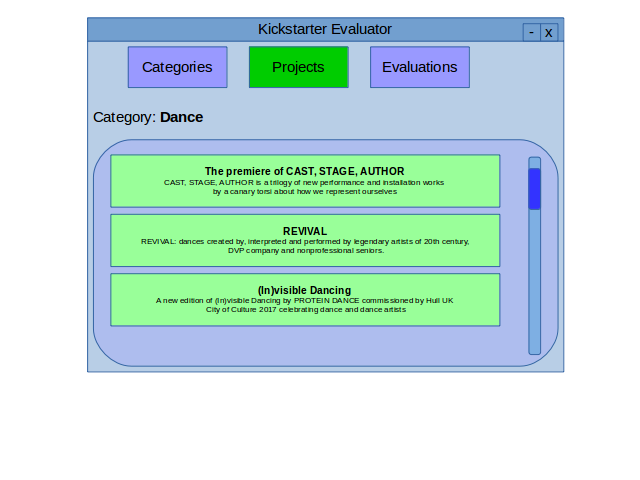 Kickstarter Evaluator
- x
Categories
Projects
Evaluations
Category: Dance
The premiere of CAST, STAGE, AUTHOR
CAST, STAGE, AUTHOR is a trilogy of new performance and installation works
by a canary torsi about how we represent ourselves
REVIVAL
REVIVAL: dances created by, interpreted and performed by legendary artists of 20th century,
DVP company and nonprofessional seniors.
(In)visible Dancing
A new edition of (In)visible Dancing by PROTEIN DANCE commissioned by Hull UK
City of Culture 2017 celebrating dance and dance artists